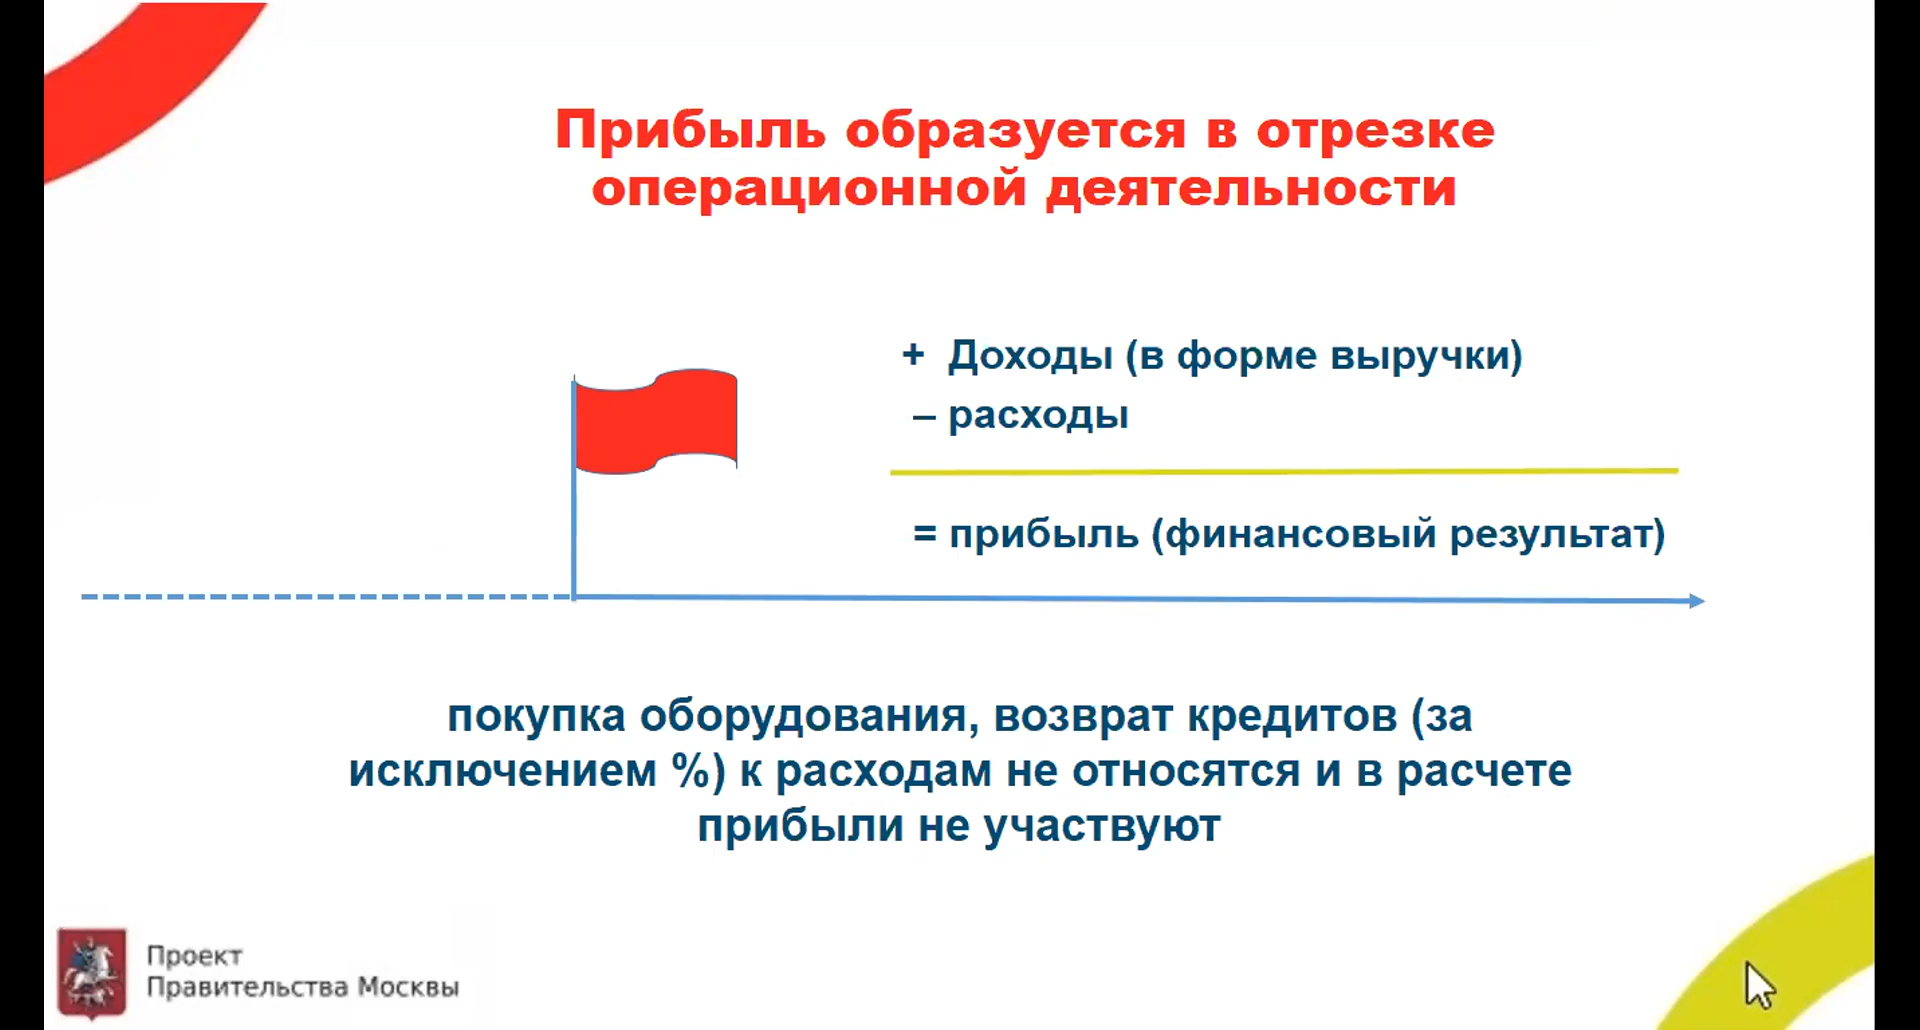 Прибыль образуется в отрезке
операционной деятельности
+ Доходы (в форме выручки)
– расходы
= прибыль (финансовый результат)
покупка оборудования, возврат кредитов (за
исключением %) к расходам не относятся и в расчете
прибыли не участвуют
Проект
Правительства Москвы